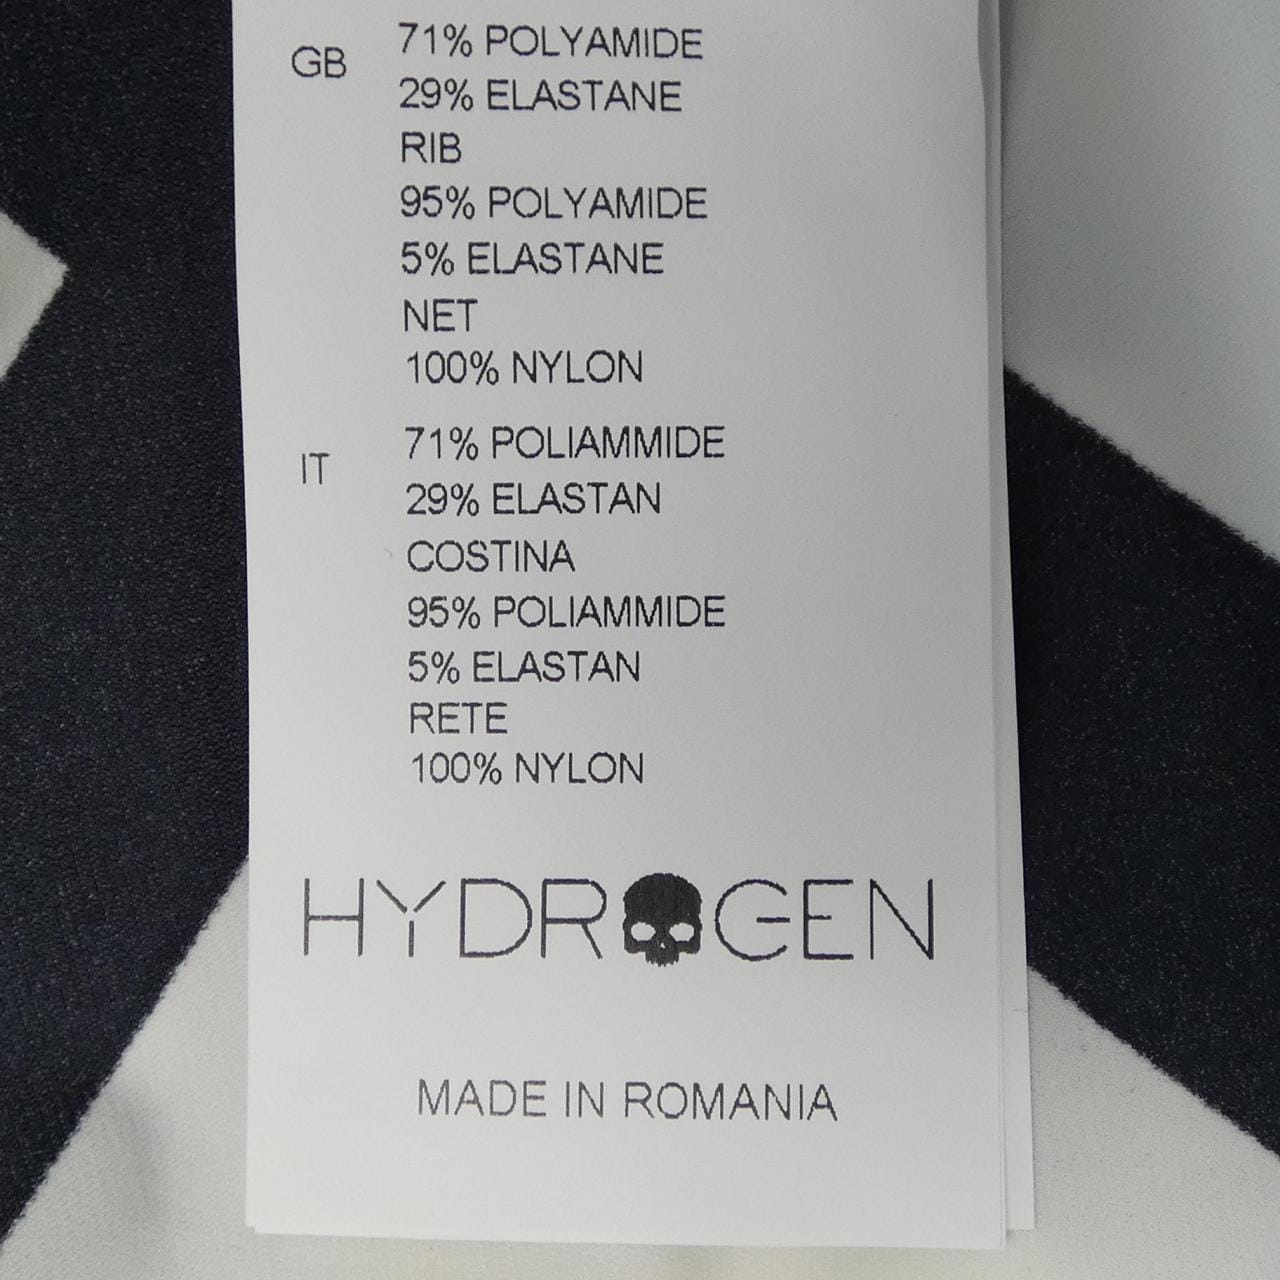 GB 71% POLYAMIDE
29% ELASTANE
RIB
95% POLYAMIDE
5% ELASTANE
NET
100% NYLON
IT 71% POLIAMMIDE
29% ELASTAN
COSTINA
95% POLIAMMIDE
5% ELASTAN
RETE
100% NYLON
HYDROGEN
MADE IN ROMANIA